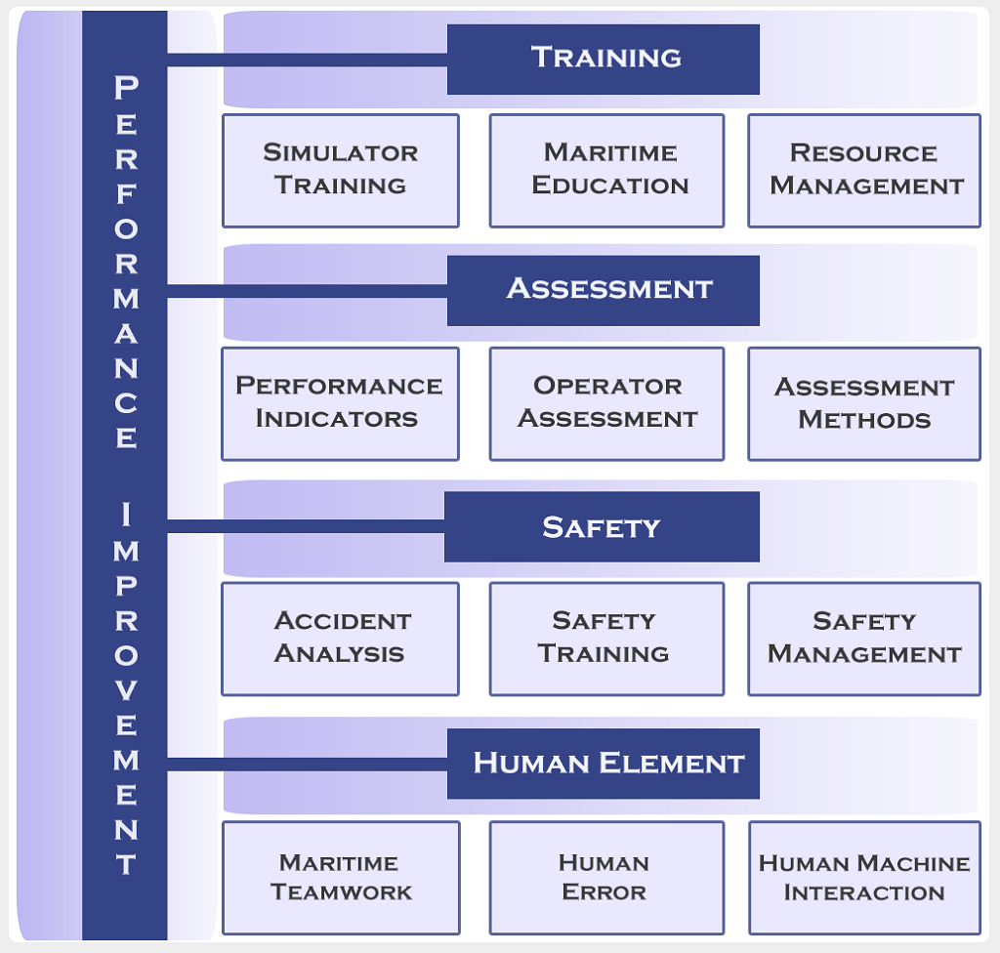 PERFORMANCE IMPROVEMENT
TRAINING
SIMULATOR
TRAINING
MARITIME
EDUCATION
RESOURCE
MANAGEMENT
ASSESSMENT
PERFORMANCE
INDICATORS
OPERATOR
ASSESSMENT
ASSESSMENT
METHODS
SAFETY
ACCIDENT
ANALYSIS
SAFETY
TRAINING
SAFETY
MANAGEMENT
HUMAN ELEMENT
MARITIME
TEAMWORK
HUMAN
ERROR
HUMAN MACHINE
INTERACTION